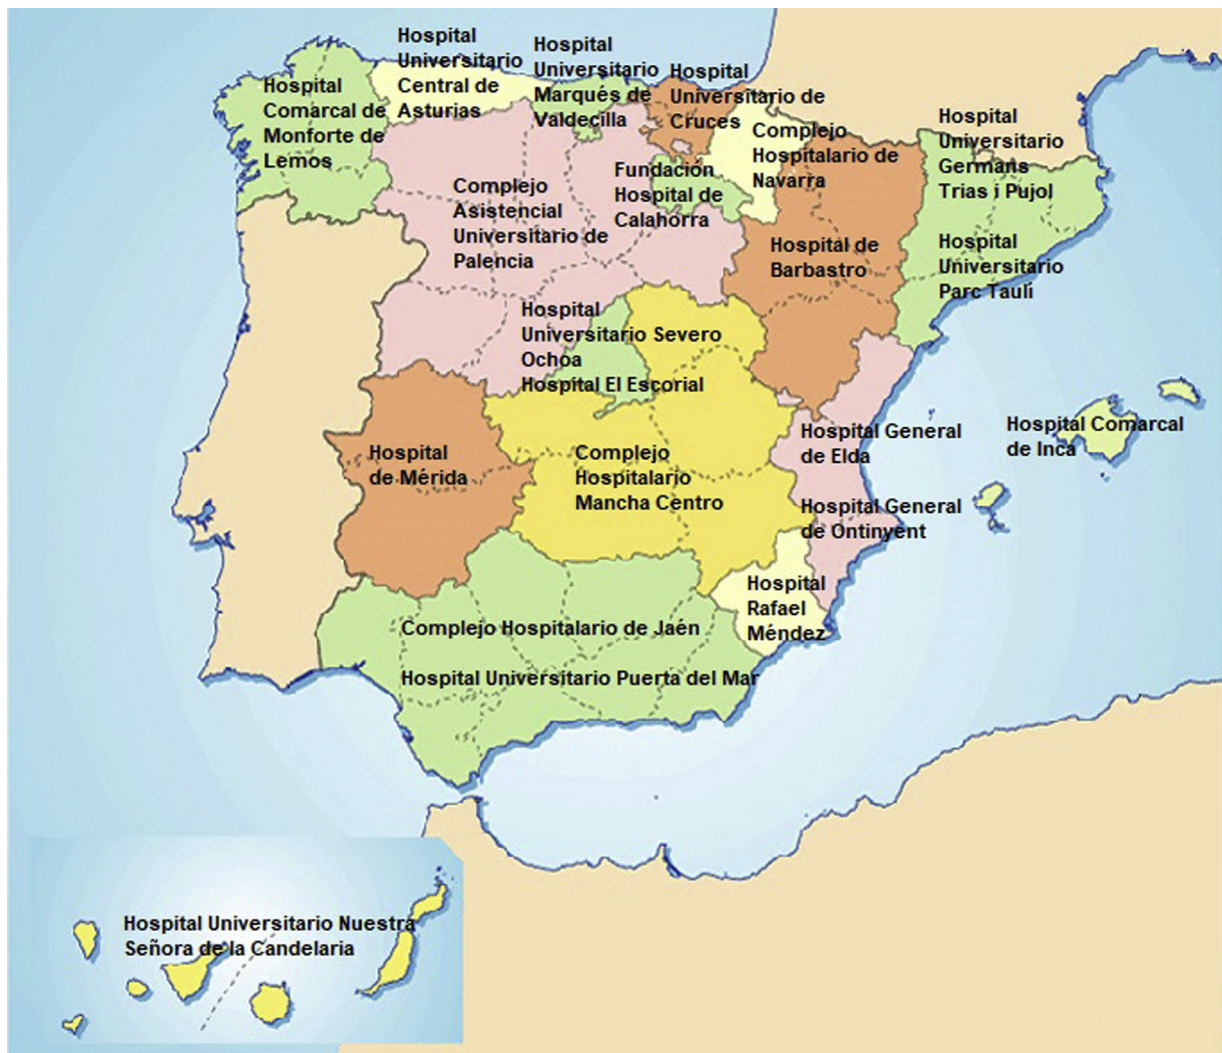 Hospital
Universitario
Central de
Asturias
Hospital
Universitario
Marqués de
Valdecilla
Hospital
Universitario de
Cruces
Hospital
Comarcal de
Monforte de
Lemos
Complejo
Hospitalario de
Navarra
Hospital
Universitario
Germans
Trias i Pujol
Fundación
Hospital de
Calahorra
Complejo
Asistencial
Universitario de
Palencia
Hospital de
Barbastro
Hospital
Universitario
Parc Taulí
Hospital
Universitario Severo
Ochoa
Hospital El Escorial
Hospital
de Mérida
Complejo
Hospitalario
Mancha Centro
Hospital General
de Elda
Hospital Comarcal
de Inca
Hospital General
de Ontinyent
Hospital
Rafael
Méndez
Complejo Hospitalario de Jaén
Hospital Universitario Puerta del Mar
Hospital Universitario Nuestra
Señora de la Candelaria